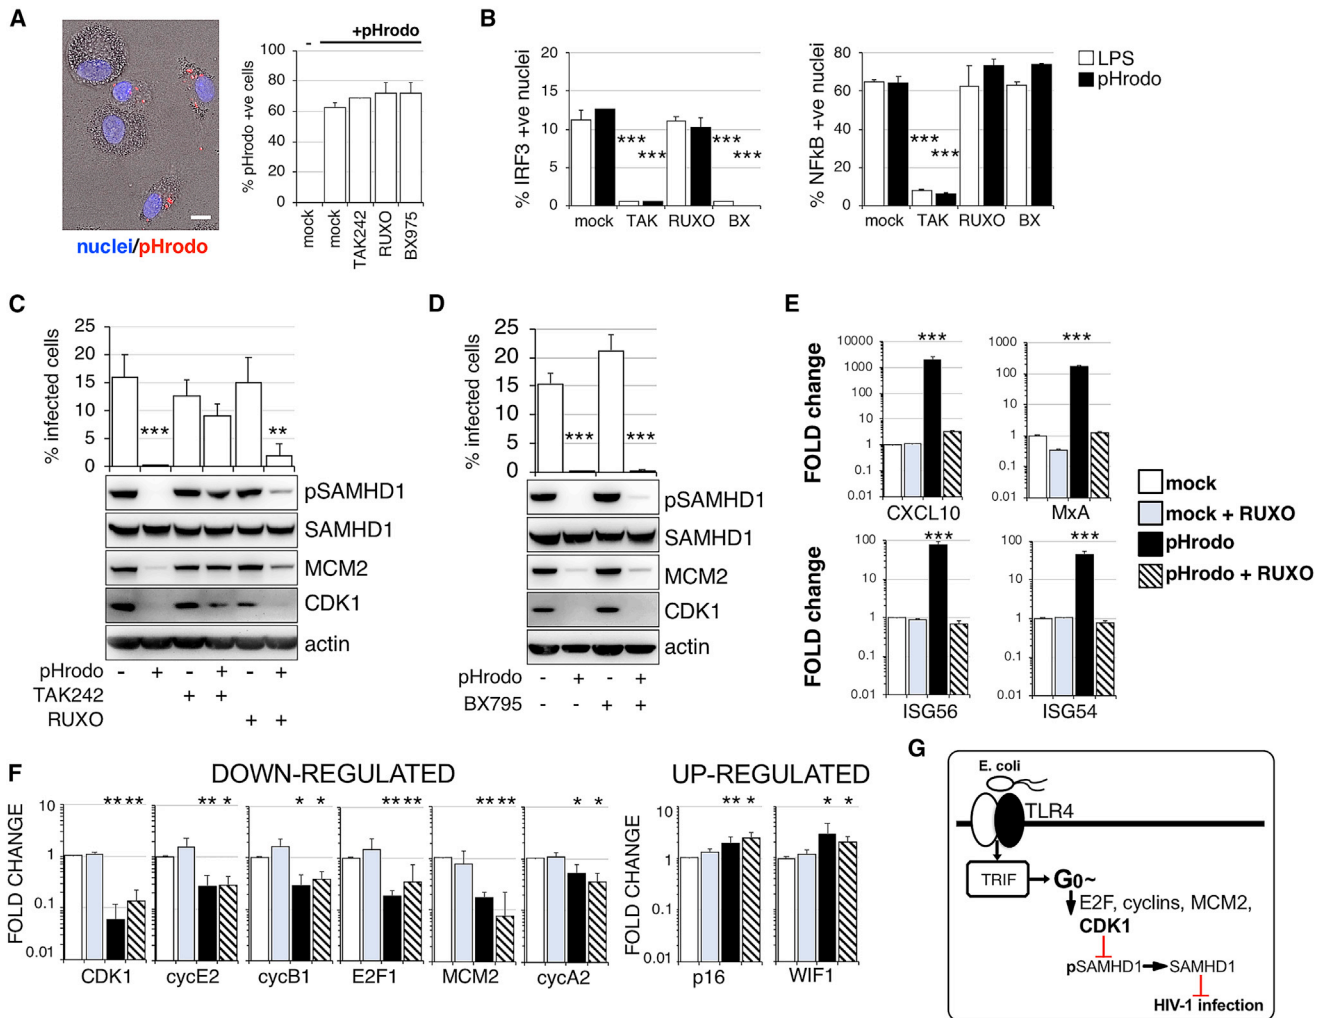 A
+pHrodo
-
% pHrodo +ve cells
100
80
60
40
20
0
mock
mock
TAK242
RUXO
BX975
nuclei/pHrodo
B
% IRF3 +ve nuclei
20
15
10
5
0
***
***
***
***
mock TAK RUXO BX
% NFkB +ve nuclei
80
60
40
20
0
***
***
mock TAK RUXO BX
LPS
pHrodo
C
% infected cells
25
20
15
10
5
0
***
**
pSAMHD1
SAMHD1
MCM2
CDK1
actin
pHrodo - + - + - +
TAK242 + +
RUXO + +
D
% infected cells
25
20
15
10
5
0
***
***
pSAMHD1
SAMHD1
MCM2
CDK1
actin
pHrodo - + - +
BX795 - - + +
E
FOLD change
10000
1000
100
10
1
0.1
0.01
***
CXCL10
1000
100
10
1
0.1
0.01
***
MxA
FOLD change
100
10
1
0.1
0.01
***
ISG56
100
10
1
0.1
0.01
***
ISG54
mock
mock + RUXO
pHrodo
pHrodo + RUXO
F
DOWN-REGULATED
FOLD CHANGE
10
1
0.1
0.01
** **
CDK1
** *
cycE2
* *
cycB1
** **
E2F1
** **
MCM2
* *
cycA2
UP-REGULATED
FOLD CHANGE
10
1
0.1
0.01
** *
p16
* *
WIF1
G
E. coli
TLR4
TRIF
G0~
E2F, cyclins, MCM2,
CDK1
pSAMHD1 SAMHD1
HIV-1 infection